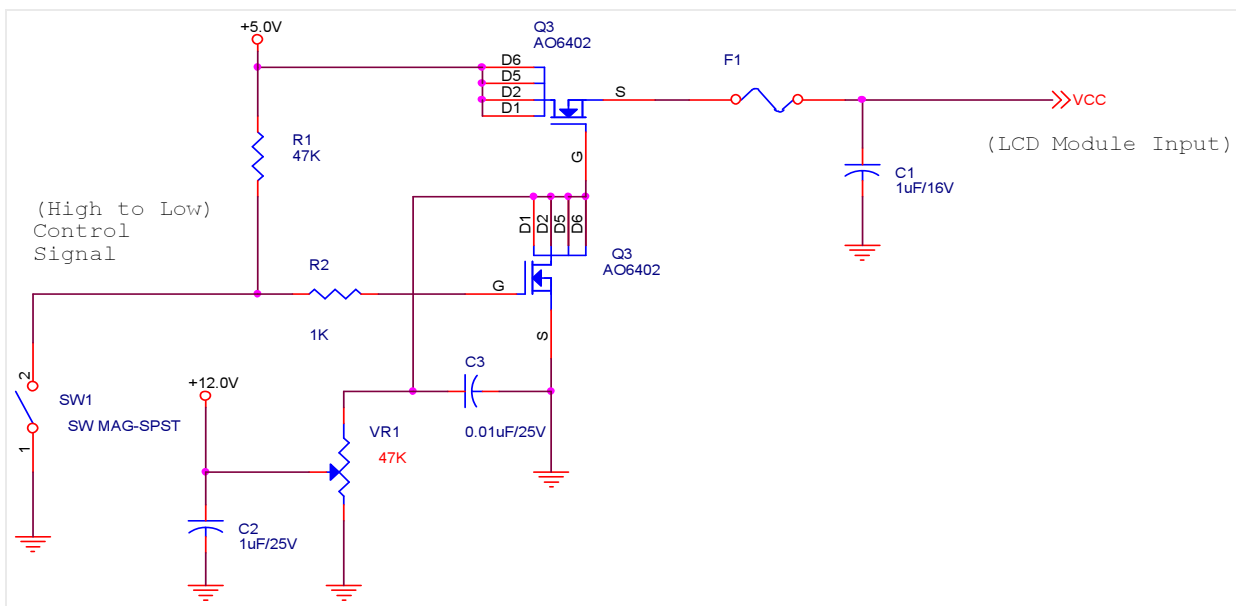 +5.0V
Q3
AO6402
D6
D5
D2
D1
S
G
F1
VCC
(LCD Module Input)
R1
47K
C1
1uF/16V
(High to Low)
Control
Signal
D1
D2
D5
D6
Q3
AO6402
R2
1K
G
S
C3
0.01uF/25V
+12.0V
2
SW1
SW MAG-SPST
1
VR1
47K
C2
1uF/25V